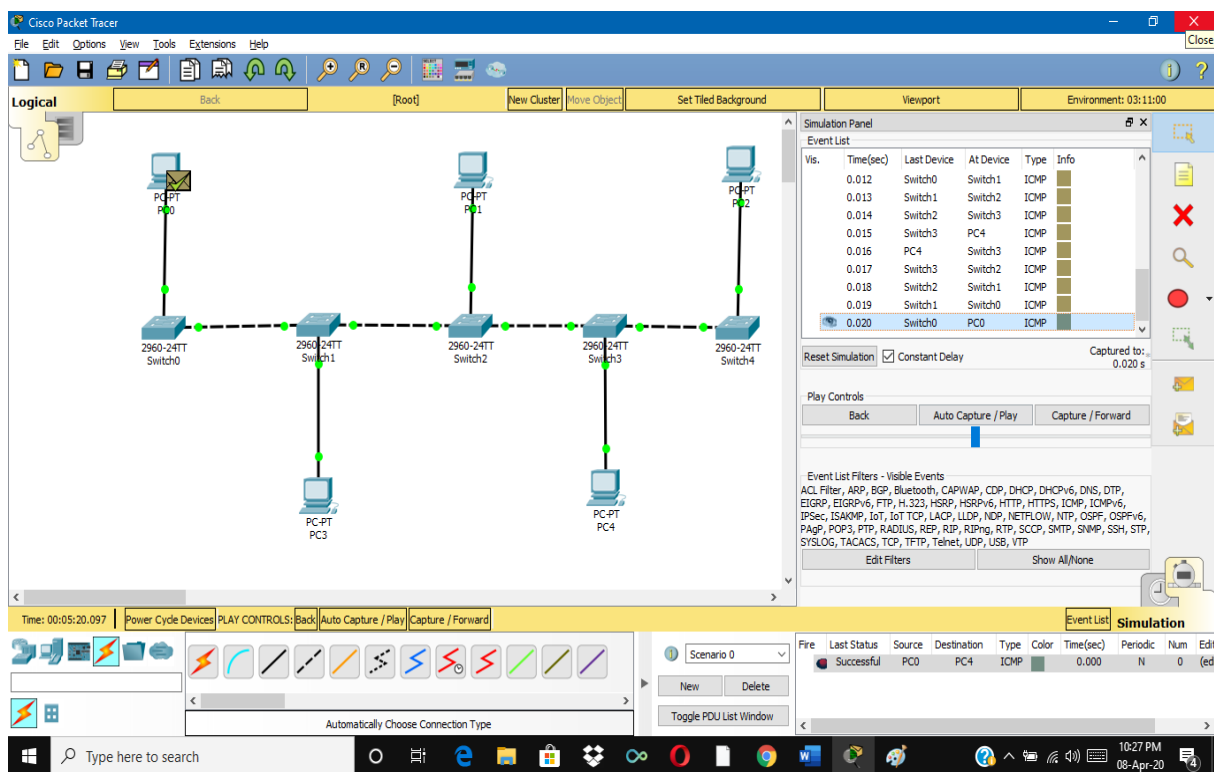 Cisco Packet Tracer
Close
File Edit Options View Tools Extensions Help
Logical Back [Root] New Cluster Move Object Set Tiled Background Viewport Environment: 03:11:00
PC-PT
PC0
PC-PT
PC1
PC-PT
PC2
2960-24TT
Switch0
2960-24TT
Switch1
2960-24TT
Switch2
2960-24TT
Switch3
2960-24TT
Switch4
PC-PT
PC3
PC-PT
PC4
Simulation Panel
Event List
Vis. Time(sec) Last Device At Device Type Info
0.012 Switch0 Switch1 ICMP
0.013 Switch1 Switch2 ICMP
0.014 Switch2 Switch3 ICMP
0.015 Switch3 PC4 ICMP
0.016 PC4 Switch3 ICMP
0.017 Switch3 Switch2 ICMP
0.018 Switch2 Switch1 ICMP
0.019 Switch1 Switch0 ICMP
0.020 Switch0 PC0 ICMP
Reset Simulation Constant Delay Captured to:
0.020 s
Play Controls
Back Auto Capture / Play Capture / Forward
Event List Filters - Visible Events
ACL Filter, ARP, BGP, Bluetooth, CAPWAP, CDP, DHCP, DHCPv6, DNS, DTP,
EIGRP, EIGRPv6, FTP, H.323, HSRP, HSRPv6, HTTP, HTTPS, ICMP, ICMPv6,
IPSec, ISAKMP, IoT, IoT TCP, LACP, LLDP, NDP, NETFLOW, NTP, OSPF, OSPFv6,
PAgP, POP3, PTP, RADIUS, REP, RIP, RIPng, RTP, SCCP, SMTP, SNMP, SSH, STP,
SYSLOG, TACACS, TCP, TFTP, Telnet, UDP, USB, VTP
Edit Filters Show All/None
Time: 00:05:20.097 Power Cycle Devices PLAY CONTROLS: Back Auto Capture / Play Capture / Forward Event List Simulation
Automatically Choose Connection Type
Scenario 0
New Delete
Toggle PDU List Window
Fire Last Status Source Destination Type Color Time(sec) Periodic Num Edit
Successful PC0 PC4 ICMP 0.000 N 0 (ed
Type here to search
10:27 PM
08-Apr-20
4